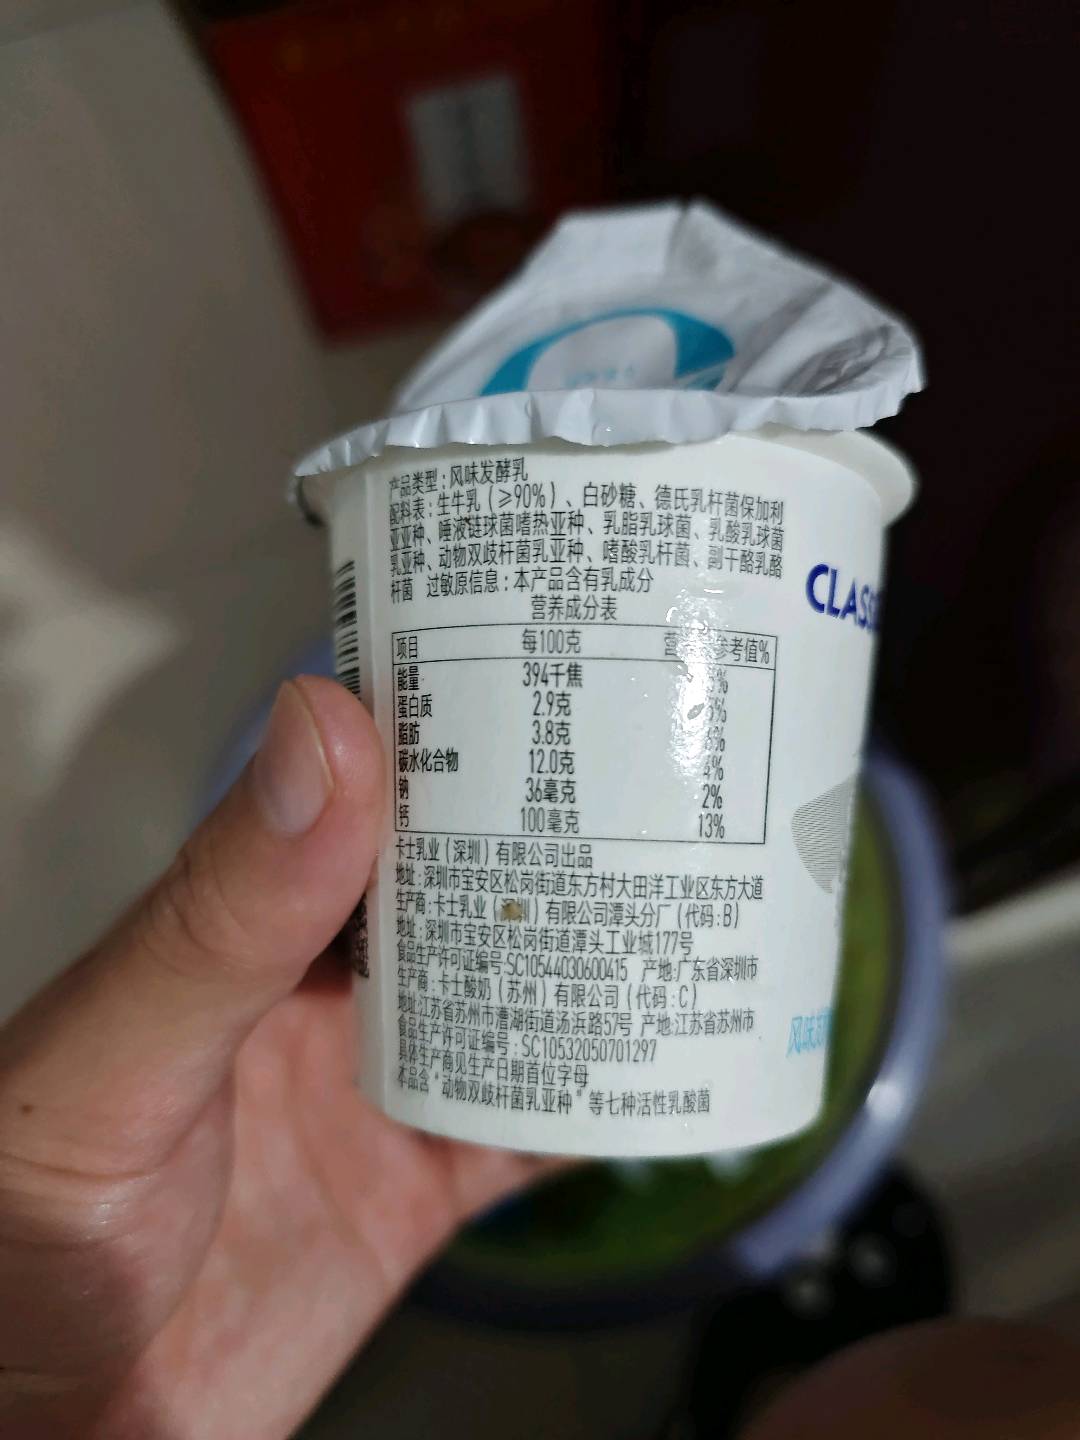 产品类型：风味发酵乳
配料表：生牛乳（≥90%）、白砂糖、德氏乳杆菌保加利
亚亚种、唾液链球菌嗜热亚种、乳脂乳球菌、乳酸乳球菌
乳亚种、动物双歧杆菌乳亚种、嗜酸乳杆菌、副干酪乳酪
杆菌 过敏原信息：本产品含有乳成分
营养成分表
项目 每100克 营 参考值%
能量 394千焦
蛋白质 2.9克
脂肪 3.8克
碳水化合物 12.0克 4%
钠 36毫克 2%
钙 100毫克 13%
卡士乳业（深圳）有限公司出品
地址：深圳市宝安区松岗街道东方村大田洋工业区东方大道
生产商：卡士乳业（深圳）有限公司潭头分厂（代码：B）
地址：深圳市宝安区松岗街道潭头工业城177号
食品生产许可证编号：SC10544030600415 产地：广东省深圳市
生产商：卡士酸奶（苏州）有限公司（代码：C）
地址：江苏省苏州市漕湖街道汤浜路57号 产地：江苏省苏州市
食品生产许可证编号：SC10532050701297
具体生产商见生产日期首位字母
本品含“动物双歧杆菌乳亚种”等七种活性乳酸菌
CLASS
风味